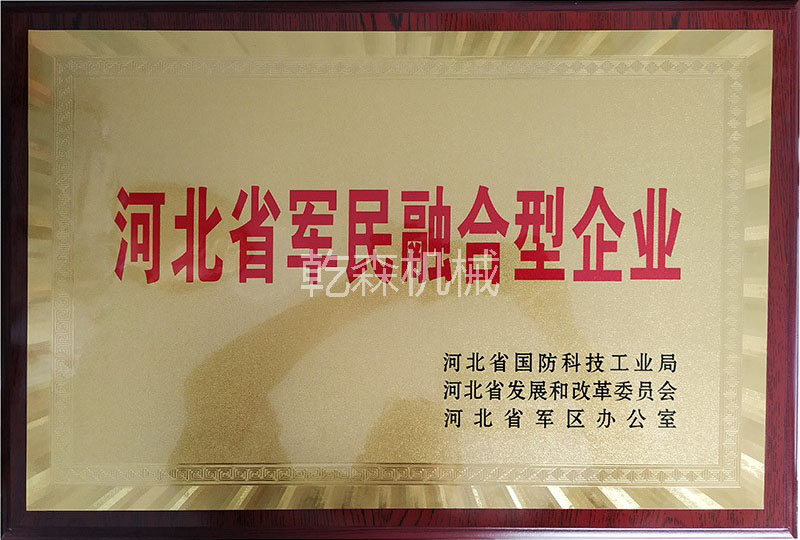 河北省军民融合型企业
乾森机械
河北省国防科技工业局
河北省发展和改革委员会
河北省军区办公室